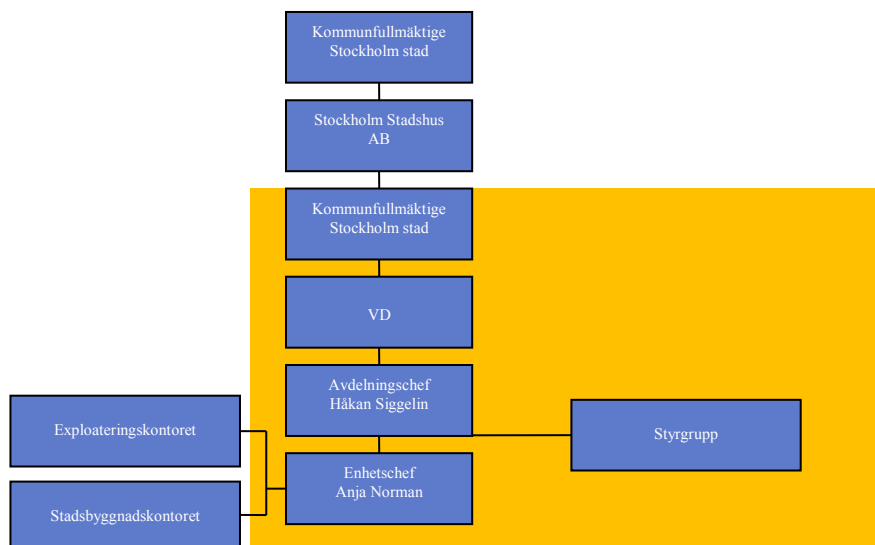 Kommunfullmäktige
Stockholm stad
Stockholm Stadshus
AB
Kommunfullmäktige
Stockholm stad
VD
Avdelningschef
Håkan Siggelin
Exploateringskontoret
Styrgrupp
Enhetschef
Anja Norman
Stadsbyggnadskontoret